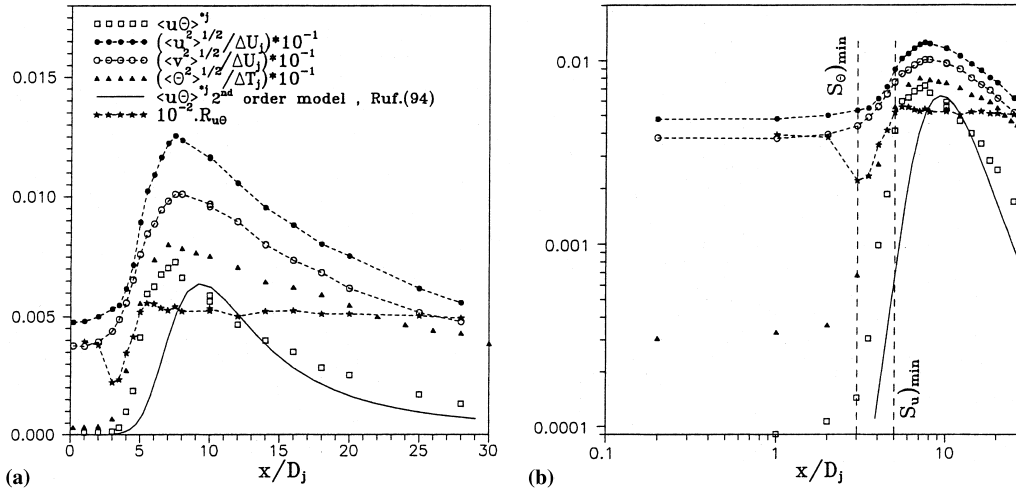 0.015
0.010
0.005
0.000
<uΘ>*j
(<u²>^1/2/ΔUj)*10⁻¹
(<v²>^1/2/ΔUj)*10⁻¹
(<Θ²>^1/2/ΔTj)*10⁻¹
<uΘ>*j 2nd order model , Ruf.(94)
10⁻².RuΘ
0 5 10 15 20 25 30
x/Dj
(a)
0.01
0.001
0.0001
SΘ)min
Su)min
0.1 1 10
x/Dj
(b)